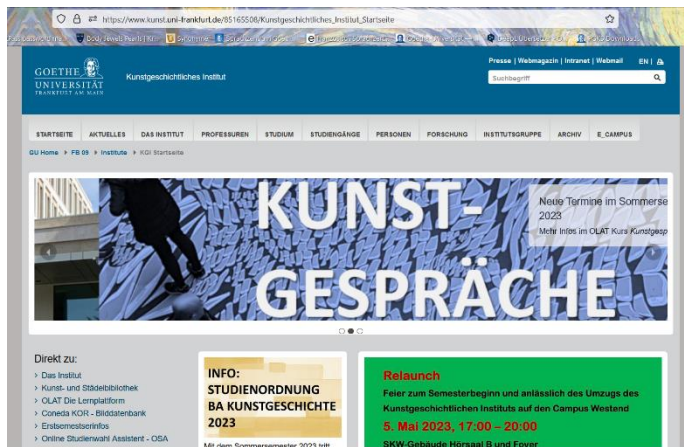 https://www.kunst.uni-frankfurt.de/85165508/Kunstgeschichtliches_Institut_Startseite
GOETHE
UNIVERSITÄT
FRANKFURT AM MAIN
Kunstgeschichtliches Institut
Presse | Webmagazin | Intranet | Webmail EN |
Suchbegriff
STARTSEITE AKTUELLES DAS INSTITUT PROFESSUREN STUDIUM STUDIENGÄNGE PERSONEN FORSCHUNG INSTITUTSGRUPPE ARCHIV E_CAMPUS
GU Home FB 09 Institute KGI Startseite
KUNST-
GESPRÄCHE
Neue Termine im Sommerse
2023
Mehr Infos im OLAT Kurs Kunstgesp
Direkt zu:
Das Institut
Kunst- und Städelbibliothek
OLAT Die Lernplattform
Coneda KOR - Bilddatenbank
Erstsemestserinfos
Online Studienwahl Assistent - OSA
INFO:
STUDIENORDNUNG
BA KUNSTGESCHICHTE
2023
Mit dem Sommersemester 2023 tritt
Relaunch
Feier zum Semesterbeginn und anlässlich des Umzugs des
Kunstgeschichtlichen Instituts auf den Campus Westend
5. Mai 2023, 17:00 – 20:00
SKW-Gebäude Hörsaal B und Foyer